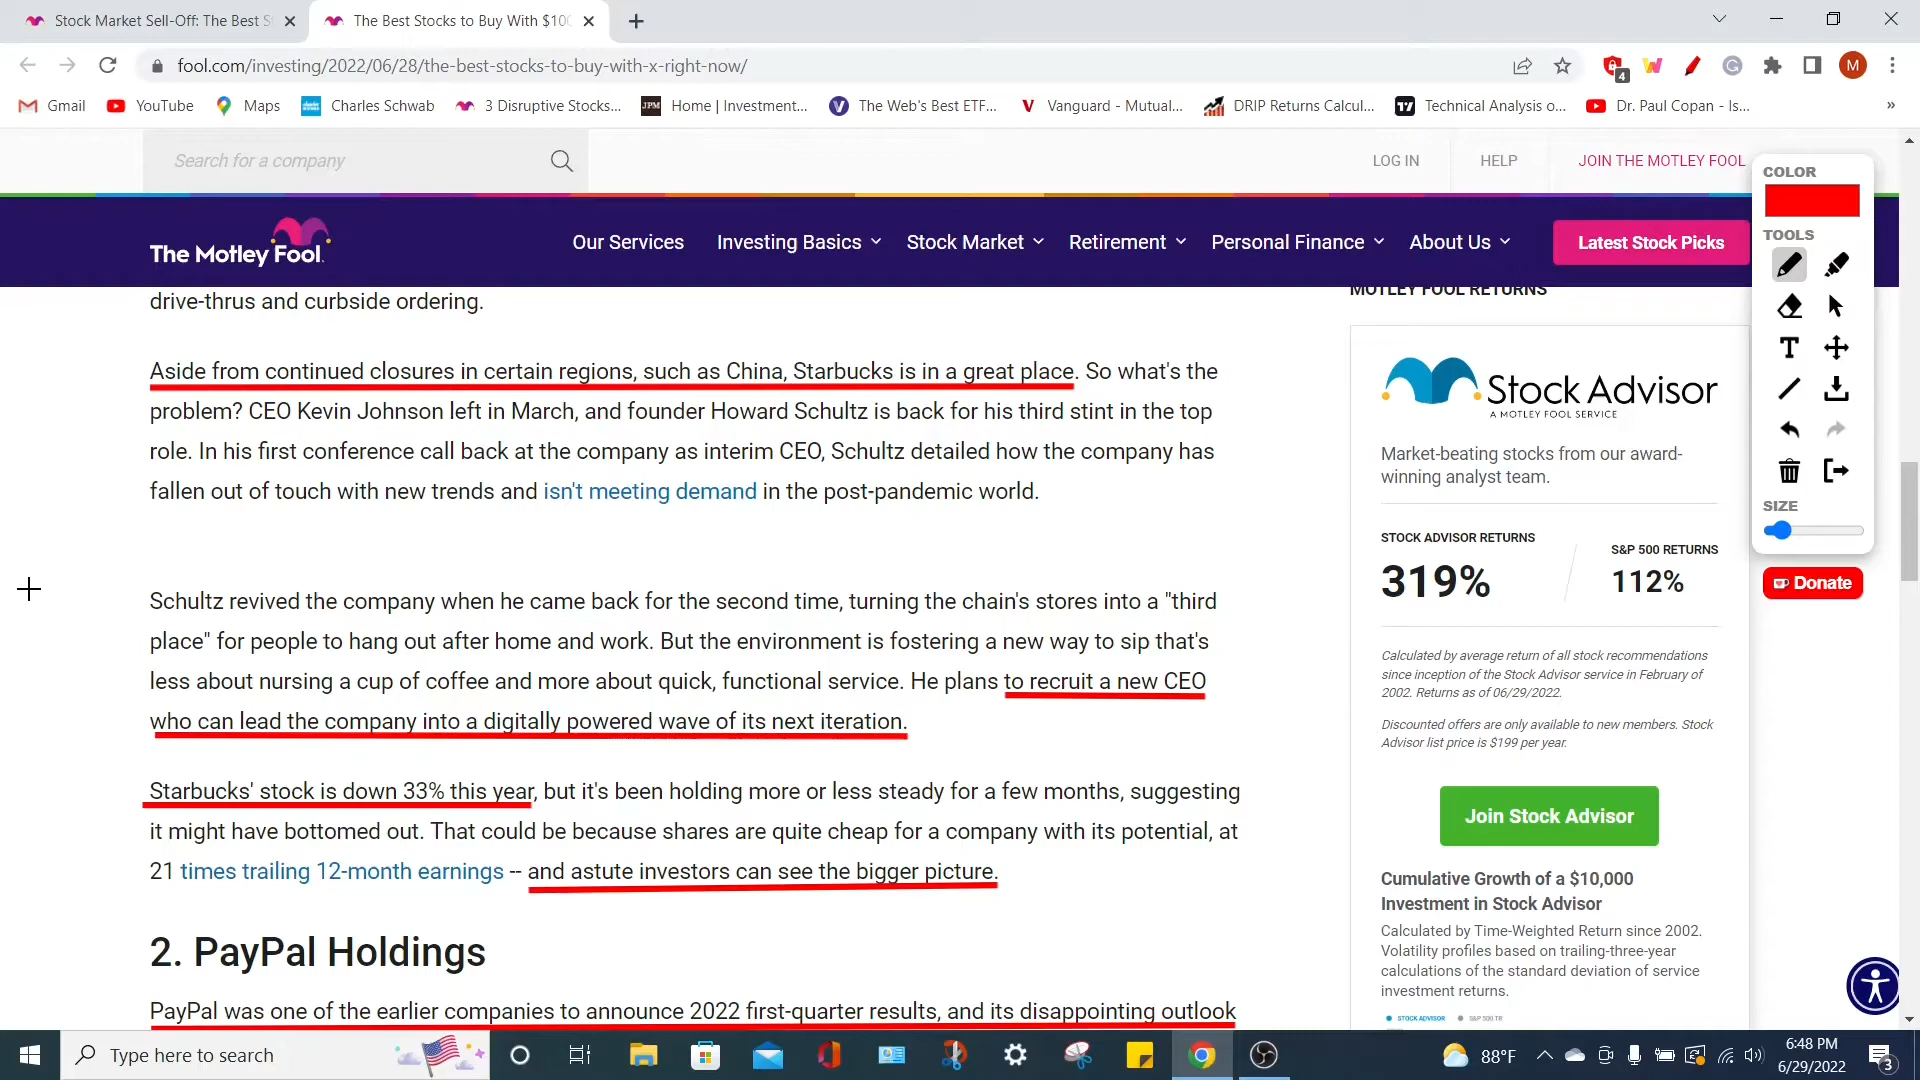 Stock Market Sell-Off: The Best S
The Best Stocks to Buy With $100
fool.com/investing/2022/06/28/the-best-stocks-to-buy-with-x-right-now/
4
M
Gmail
YouTube
Maps
Charles Schwab
3 Disruptive Stocks...
JPM
Home | Investment...
The Web's Best ETF...
Vanguard - Mutual...
DRIP Returns Calcul...
Technical Analysis o...
Dr. Paul Copan - Is...
»
Search for a company
LOG IN
HELP
JOIN THE MOTLEY FOOL
The Motley Fool
Our Services
Investing Basics
Stock Market
Retirement
Personal Finance
About Us
Latest Stock Picks
drive-thrus and curbside ordering.
Aside from continued closures in certain regions, such as China, Starbucks is in a great place. So what's the
problem? CEO Kevin Johnson left in March, and founder Howard Schultz is back for his third stint in the top
role. In his first conference call back at the company as interim CEO, Schultz detailed how the company has
fallen out of touch with new trends and isn't meeting demand in the post-pandemic world.
Schultz revived the company when he came back for the second time, turning the chain's stores into a "third
place" for people to hang out after home and work. But the environment is fostering a new way to sip that's
less about nursing a cup of coffee and more about quick, functional service. He plans to recruit a new CEO
who can lead the company into a digitally powered wave of its next iteration.
Starbucks' stock is down 33% this year, but it's been holding more or less steady for a few months, suggesting
it might have bottomed out. That could be because shares are quite cheap for a company with its potential, at
21 times trailing 12-month earnings -- and astute investors can see the bigger picture.
2. PayPal Holdings
PayPal was one of the earlier companies to announce 2022 first-quarter results, and its disappointing outlook
MOTLEY FOOL RETURNS
Stock Advisor
A MOTLEY FOOL SERVICE
Market-beating stocks from our award-
winning analyst team.
STOCK ADVISOR RETURNS
319%
S&P 500 RETURNS
112%
Calculated by average return of all stock recommendations
since inception of the Stock Advisor service in February of
2002. Returns as of 06/29/2022.
Discounted offers are only available to new members. Stock
Advisor list price is $199 per year.
Join Stock Advisor
Cumulative Growth of a $10,000
Investment in Stock Advisor
Calculated by Time-Weighted Return since 2002.
Volatility profiles based on trailing-three-year
calculations of the standard deviation of service
investment returns.
STOCK ADVISOR
S&P 500 TR
COLOR
TOOLS
T
SIZE
Donate
Type here to search
88°F
6:48 PM
6/29/2022
3